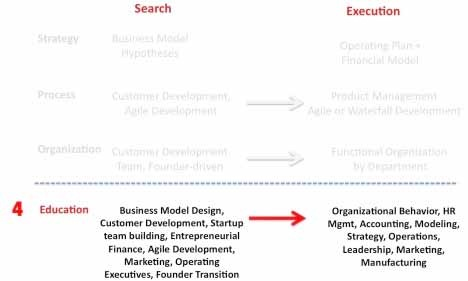 Search
Execution
Strategy
Business Model
Hypotheses
Operating Plan +
Financial Model
Process
Customer Development,
Agile Development
Product Management
Agile or Waterfall Development
Organization
Customer Development
Team, Founder-driven
Functional Organization
by Department
4
Education
Business Model Design,
Customer Development, Startup
team building, Entrepreneurial
Finance, Agile Development,
Marketing, Operating
Executives, Founder Transition
Organizational Behavior, HR
Mgmt, Accounting, Modeling,
Strategy, Operations,
Leadership, Marketing,
Manufacturing